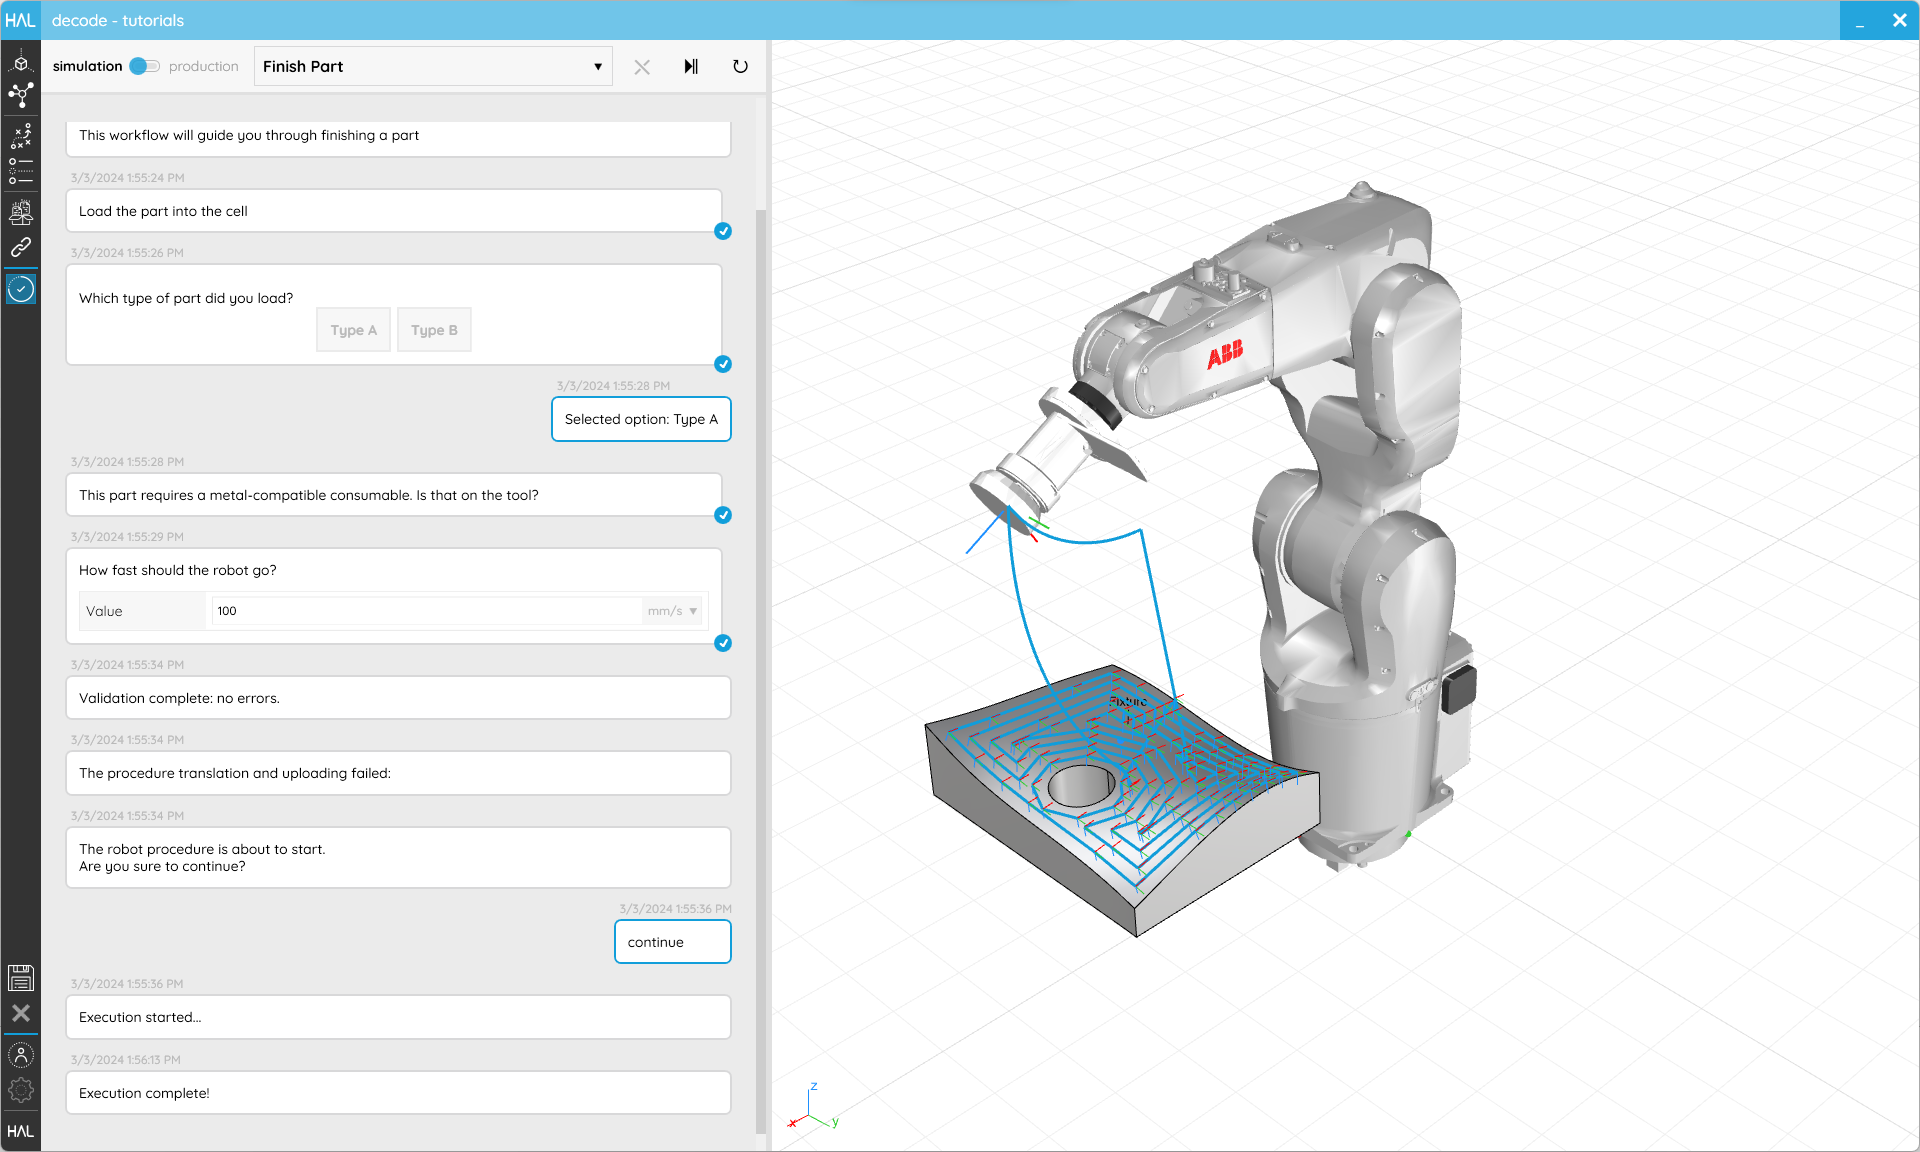 HAL decode - tutorials
simulation production Finish Part
This workflow will guide you through finishing a part
3/3/2024 1:55:24 PM
Load the part into the cell
3/3/2024 1:55:26 PM
Which type of part did you load?
Type A Type B
3/3/2024 1:55:28 PM
Selected option: Type A
3/3/2024 1:55:28 PM
This part requires a metal-compatible consumable. Is that on the tool?
3/3/2024 1:55:29 PM
How fast should the robot go?
Value 100 mm/s
3/3/2024 1:55:34 PM
Validation complete: no errors.
3/3/2024 1:55:34 PM
The procedure translation and uploading failed:
3/3/2024 1:55:34 PM
The robot procedure is about to start.
Are you sure to continue?
3/3/2024 1:55:36 PM
continue
3/3/2024 1:55:36 PM
Execution started...
3/3/2024 1:56:13 PM
Execution complete!
HAL
ABB
Fixture
z
x
y